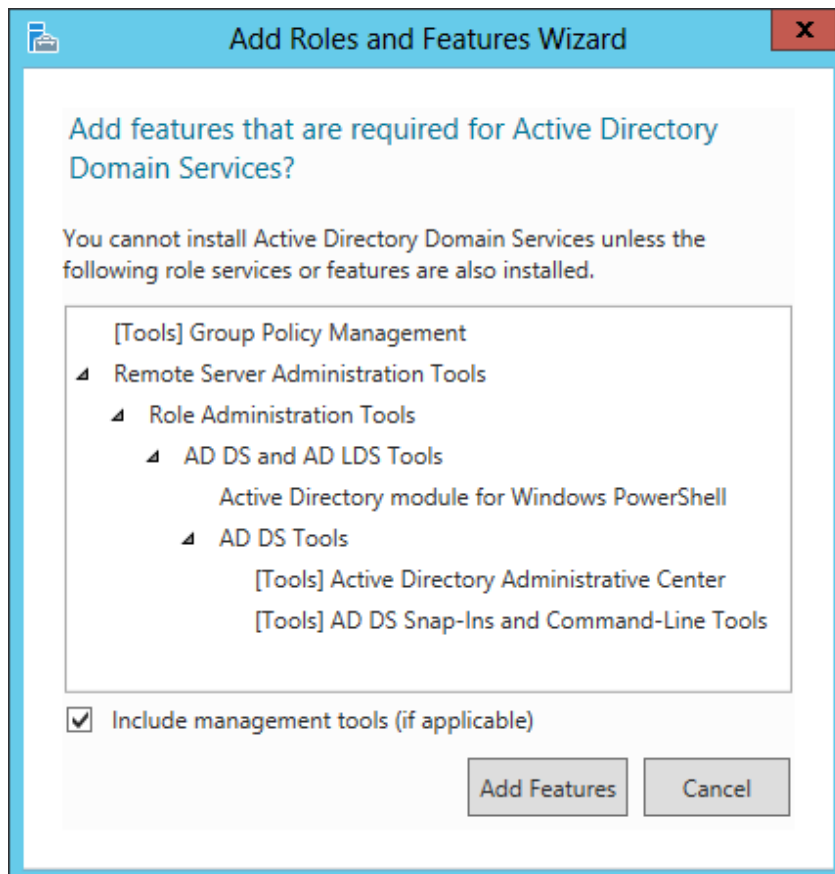 Add Roles and Features Wizard
x
Add features that are required for Active Directory
Domain Services?
You cannot install Active Directory Domain Services unless the
following role services or features are also installed.
[Tools] Group Policy Management
Remote Server Administration Tools
Role Administration Tools
AD DS and AD LDS Tools
Active Directory module for Windows PowerShell
AD DS Tools
[Tools] Active Directory Administrative Center
[Tools] AD DS Snap-Ins and Command-Line Tools
Include management tools (if applicable)
Add Features
Cancel